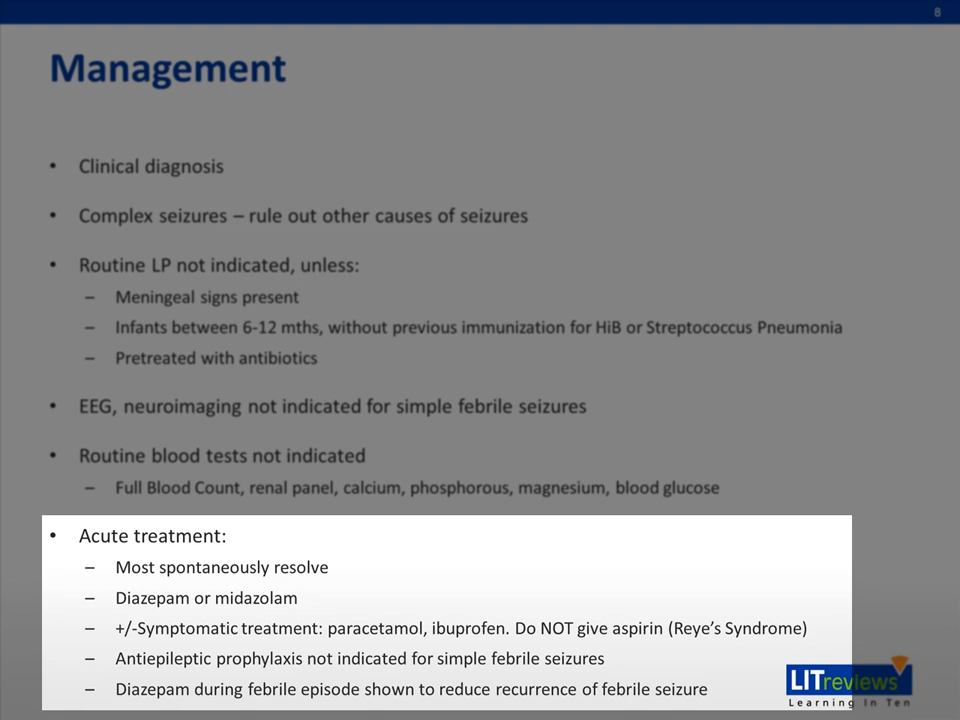 8
Management
• Clinical diagnosis
• Complex seizures – rule out other causes of seizures
• Routine LP not indicated, unless:
– Meningeal signs present
– Infants between 6-12 mths, without previous immunization for HiB or Streptococcus Pneumonia
– Pretreated with antibiotics
• EEG, neuroimaging not indicated for simple febrile seizures
• Routine blood tests not indicated
– Full Blood Count, renal panel, calcium, phosphorous, magnesium, blood glucose
• Acute treatment:
– Most spontaneously resolve
– Diazepam or midazolam
– +/-Symptomatic treatment: paracetamol, ibuprofen. Do NOT give aspirin (Reye’s Syndrome)
– Antiepileptic prophylaxis not indicated for simple febrile seizures
– Diazepam during febrile episode shown to reduce recurrence of febrile seizure
LITreviews
Learning In Ten